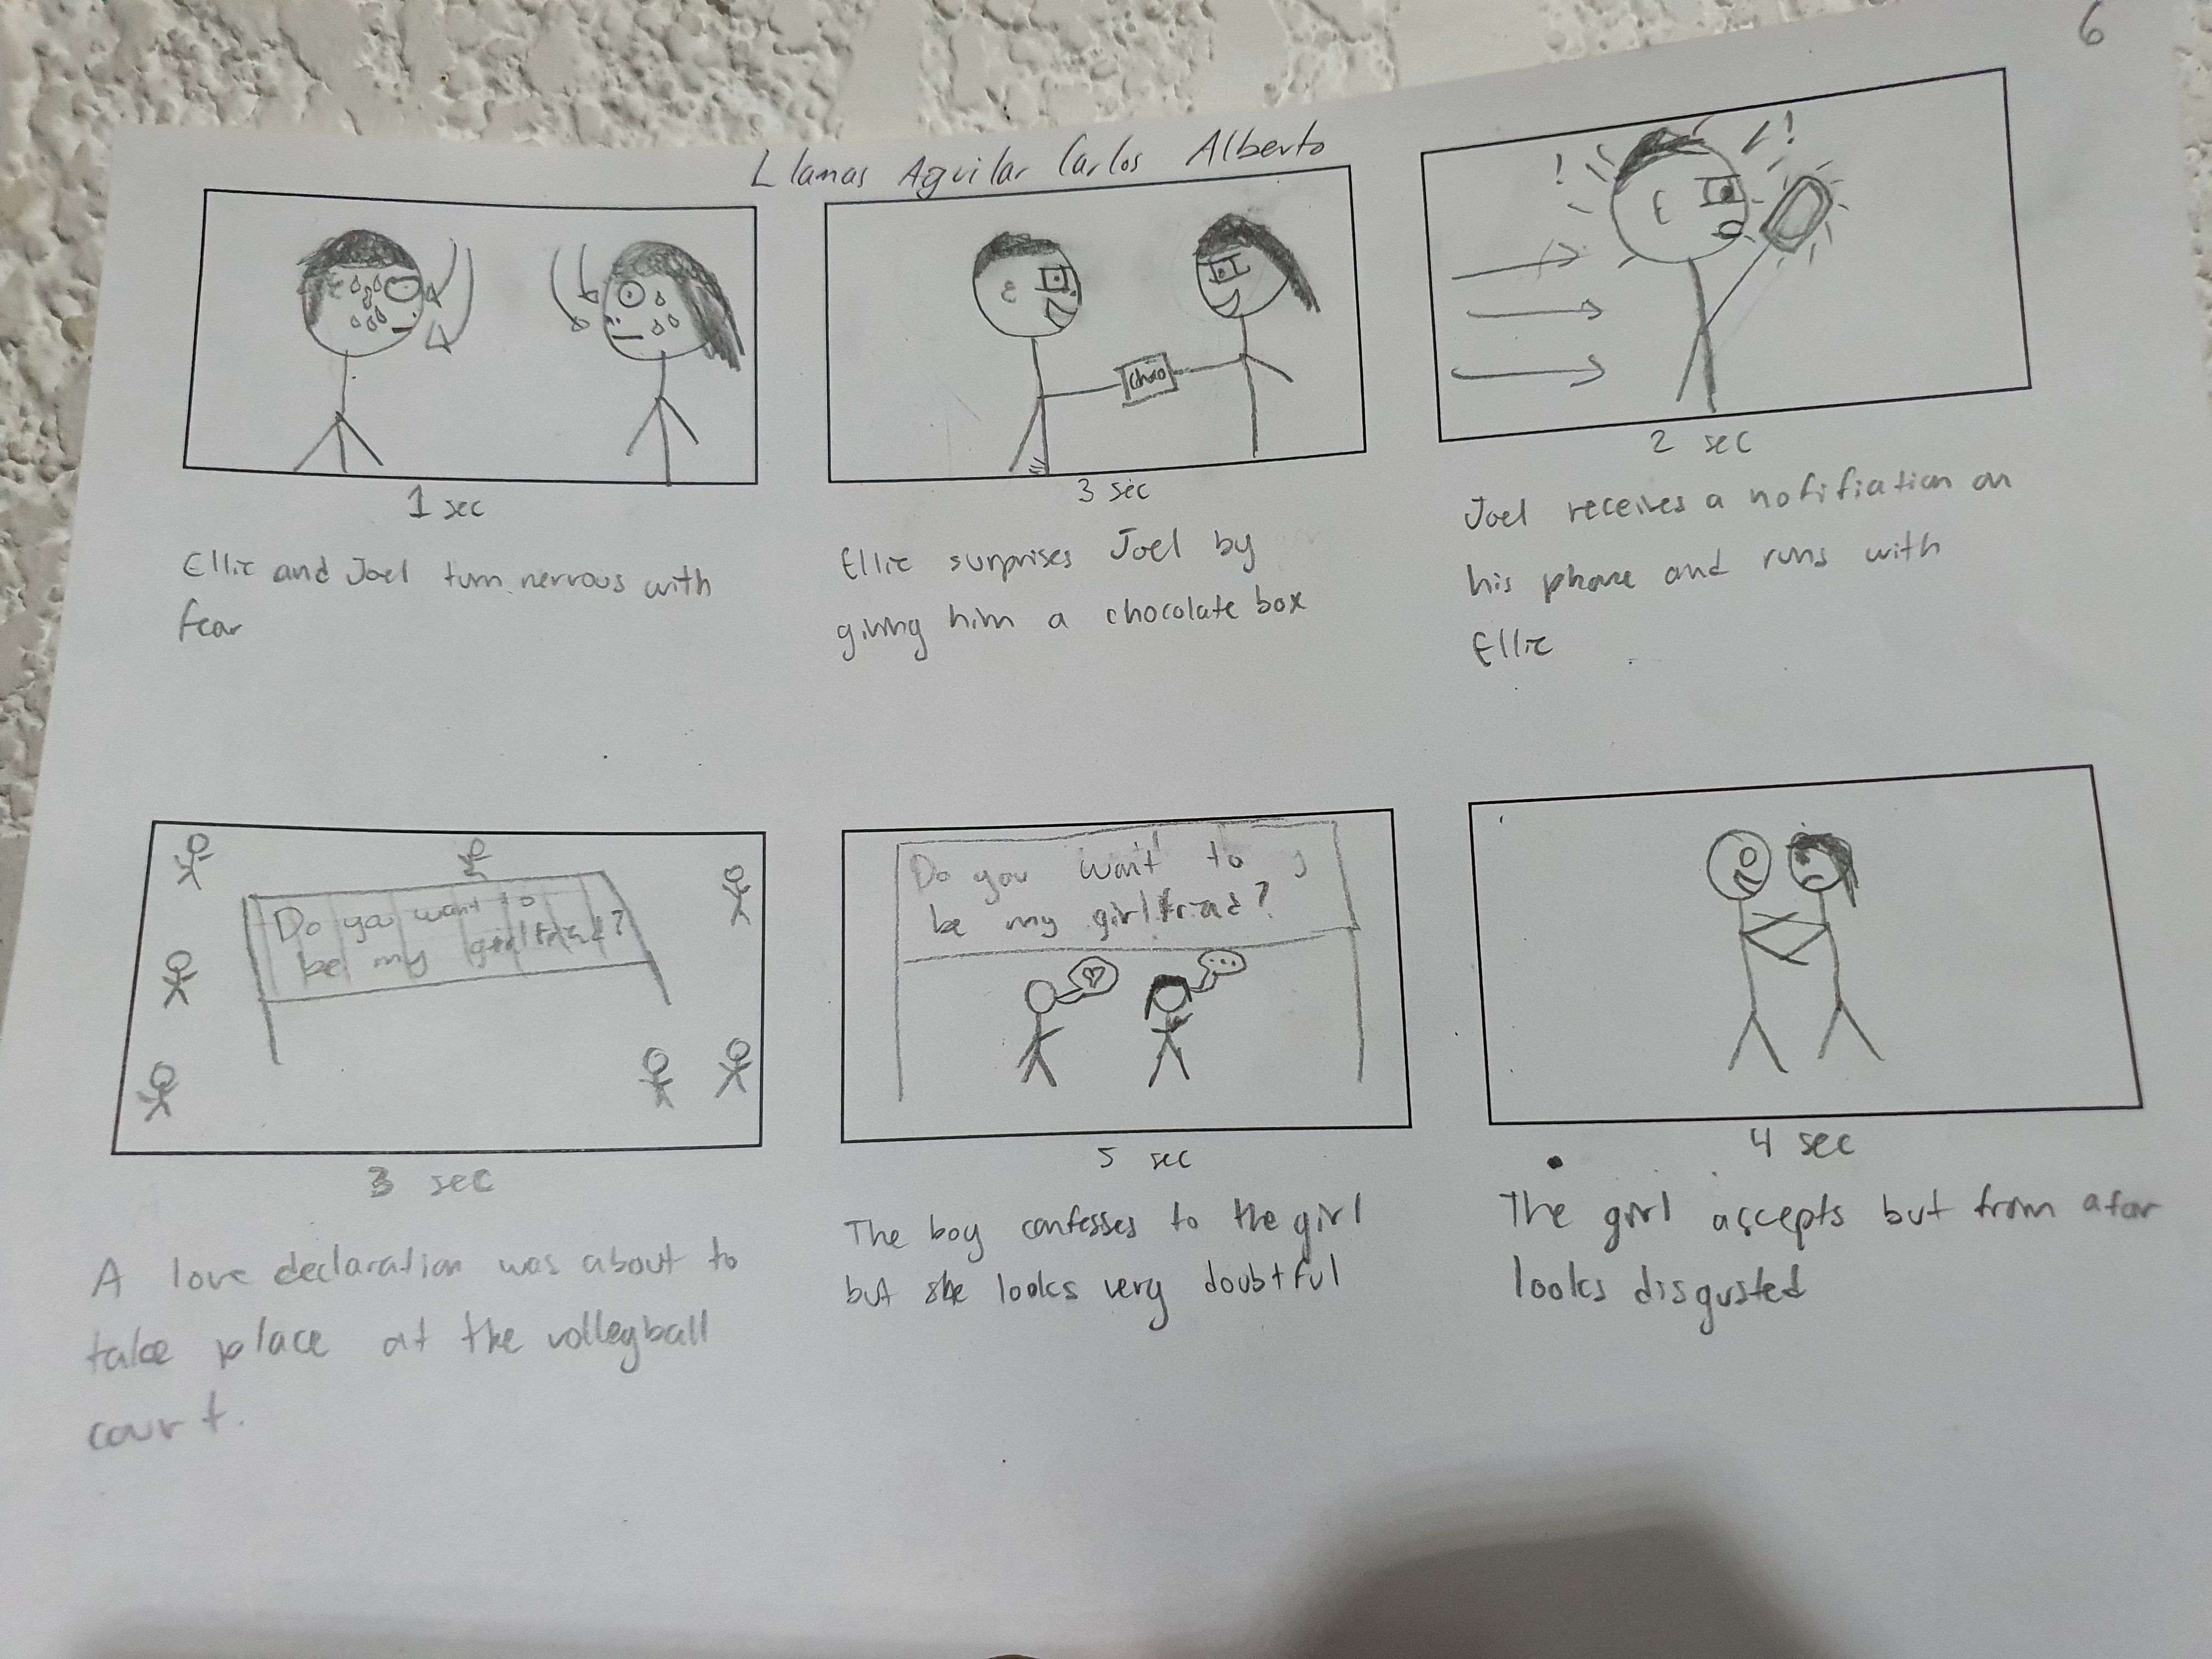 6
Llamas Aguilar Carlos Alberto
1 sec
Ellie and Joel turn nervous with
fear
choco
3 sec
Ellie surprises Joel by
giving him a chocolate box
2 sec
Joel receives a notifiation on
his phone and runs with
Ellie
Do you want to
be my girlfriend?
3 sec
A love declaration was about to
take place at the volleyball
court.
Do you want to
be my girlfriend?
5 sec
The boy confesses to the girl
but she looks very doubtful
4 sec
The girl accepts but from afar
looks disgusted